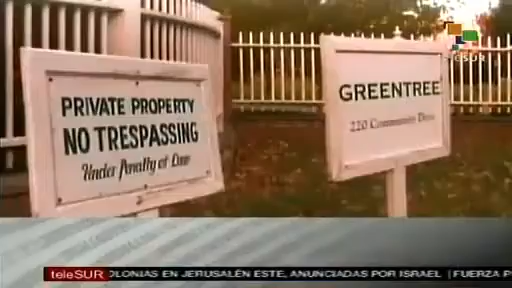 teleSUR
PRIVATE PROPERTY
NO TRESPASSING
Under Penalty of Law
GREENTREE
220 Community Drive
teleSUR
OLONIAS EN JERUSALÉN ESTE, ANUNCIADAS POR ISRAEL | FUERZA P